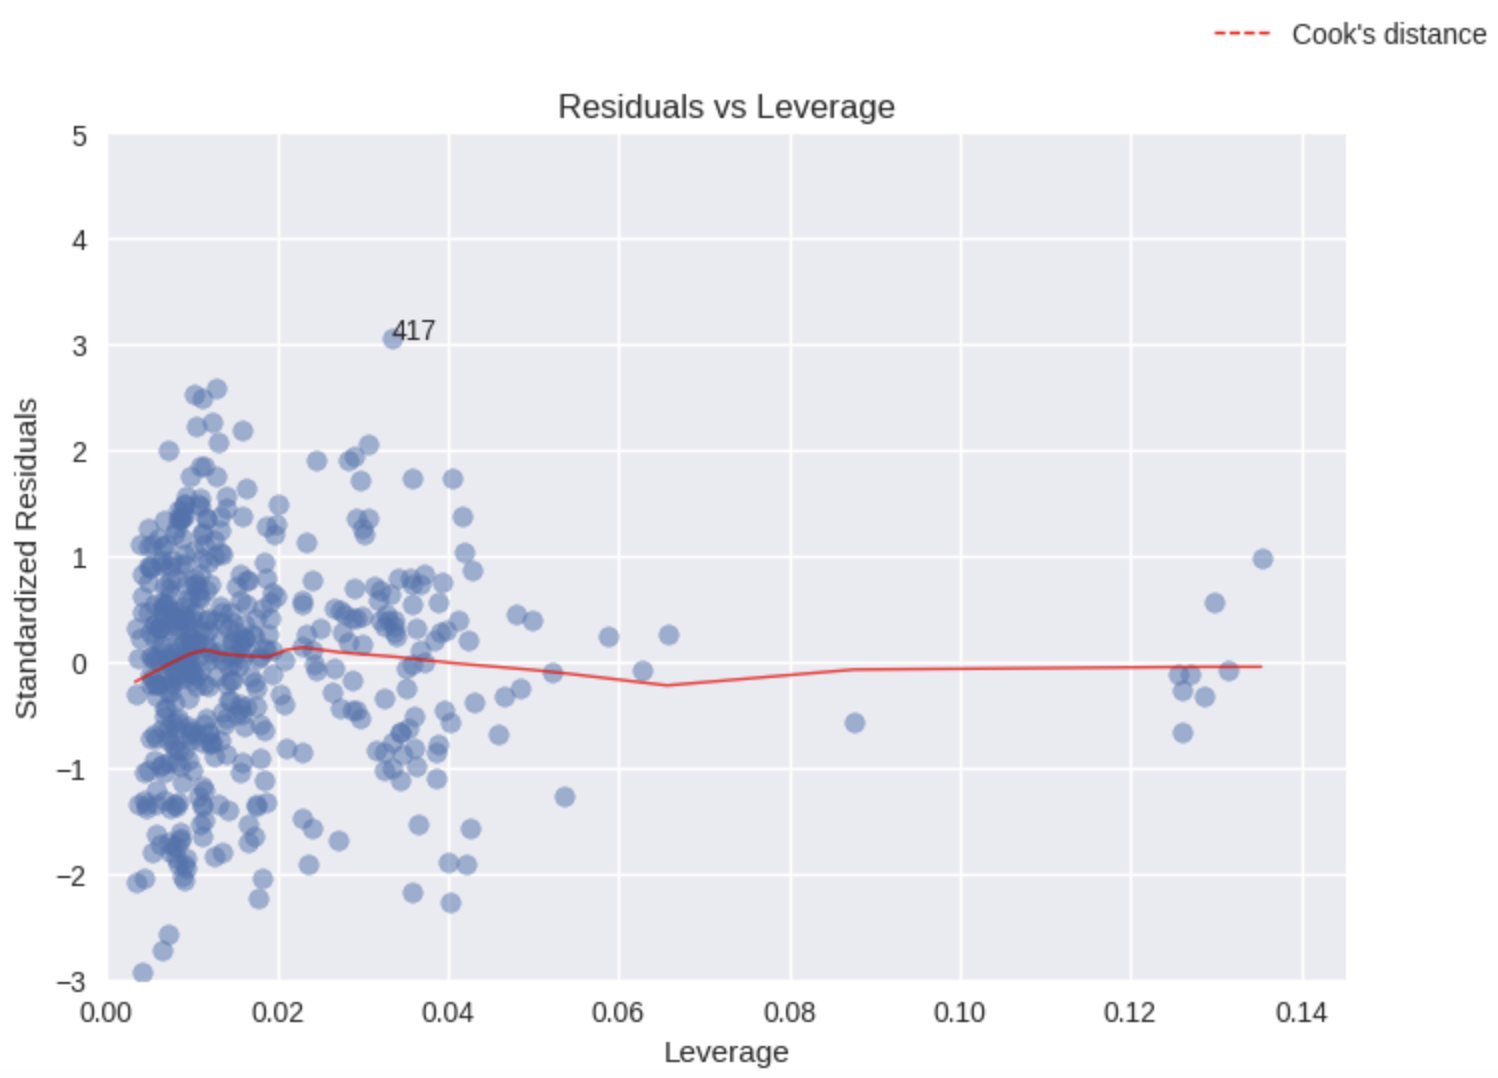 Cook's distance
Residuals vs Leverage
5
4
3
2
1
0
−1
−2
−3
417
Standardized Residuals
0.00 0.02 0.04 0.06 0.08 0.10 0.12 0.14
Leverage